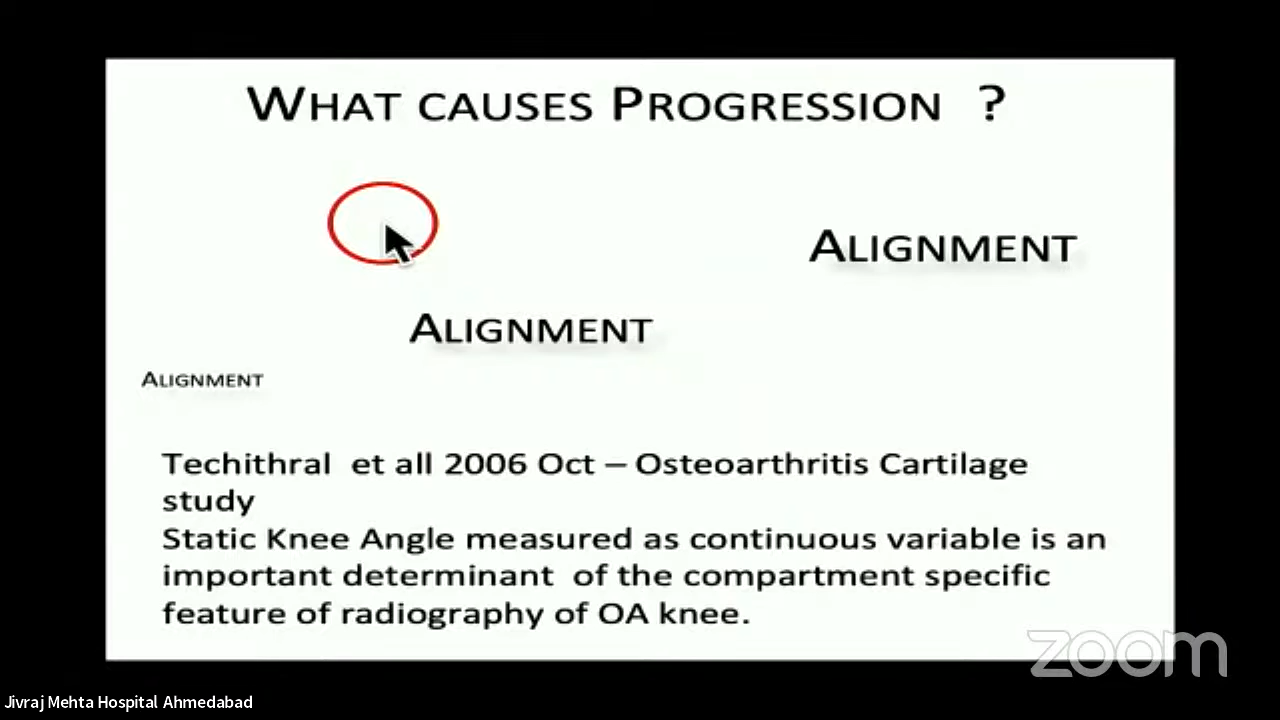 WHAT CAUSES PROGRESSION ?
ALIGNMENT
ALIGNMENT
ALIGNMENT
Techithral et all 2006 Oct – Osteoarthritis Cartilage
study
Static Knee Angle measured as continuous variable is an
important determinant of the compartment specific
feature of radiography of OA knee.
zoom
Jivraj Mehta Hospital Ahmedabad